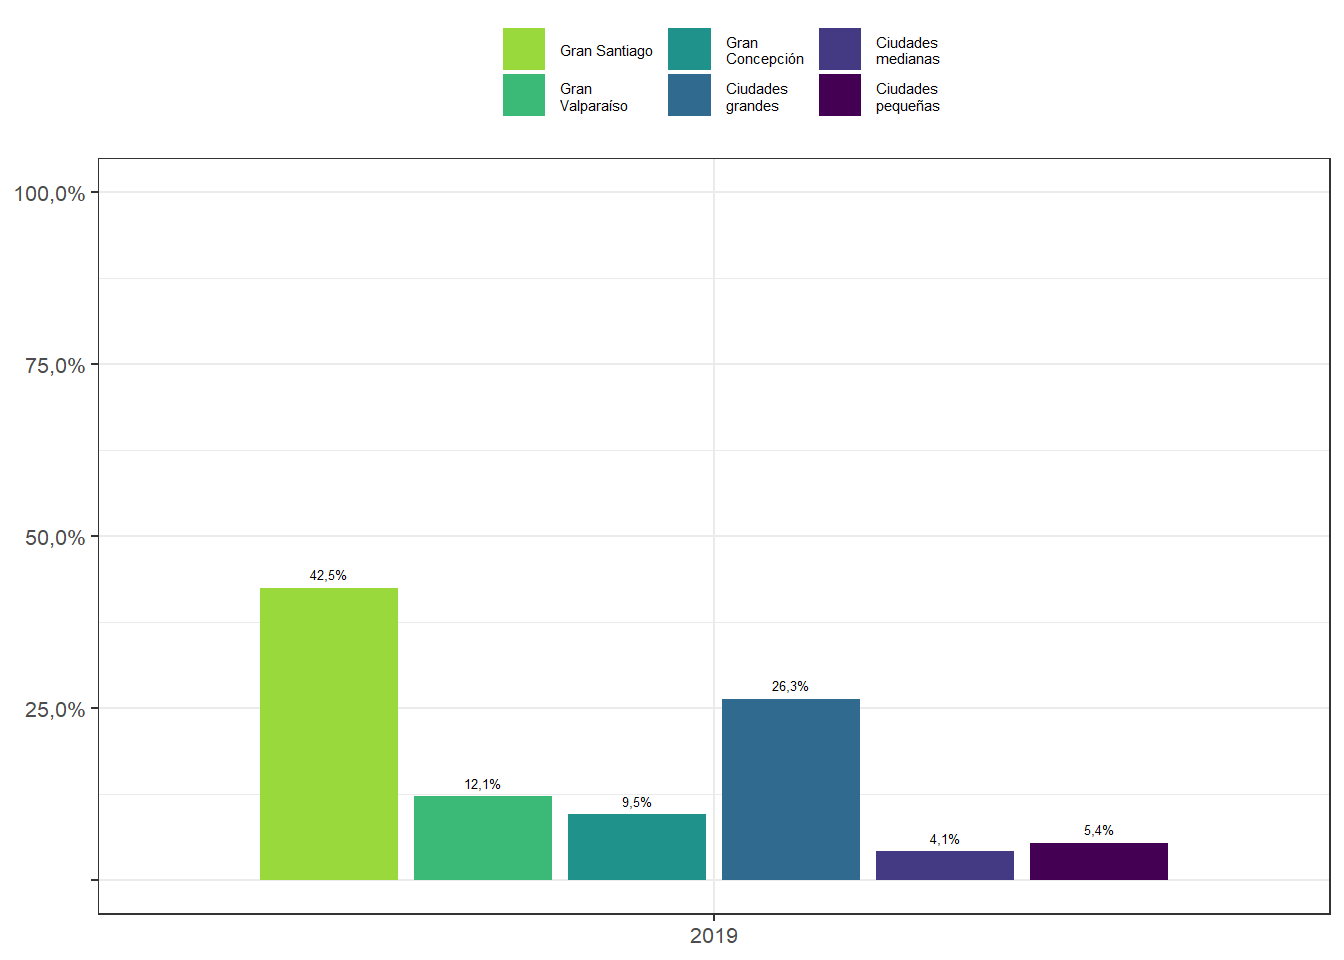 Gran Santiago
Gran
Valparaíso
Gran
Concepción
Ciudades
grandes
Ciudades
medianas
Ciudades
pequeñas
100,0%
75,0%
50,0%
25,0%
42,5%
12,1%
9,5%
26,3%
4,1%
5,4%
2019